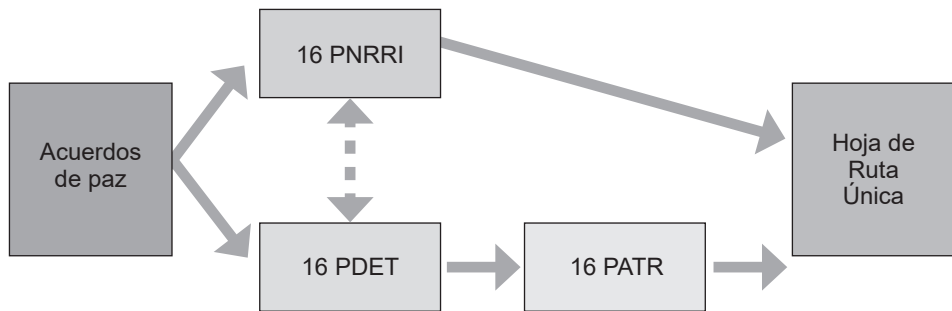 16 PNRRI
Acuerdos
de paz
Hoja de
Ruta
Única
16 PDET
16 PATR